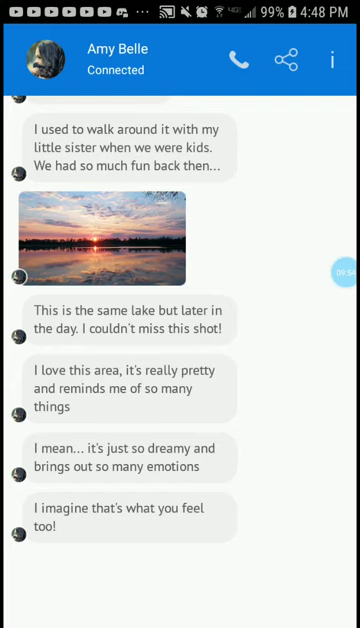 99% 4:48 PM
Amy Belle
Connected
I used to walk around it with my
little sister when we were kids.
We had so much fun back then...
09:54
This is the same lake but later in
the day. I couldn't miss this shot!
I love this area, it's really pretty
and reminds me of so many
things
I mean... it's just so dreamy and
brings out so many emotions
I imagine that's what you feel
too!